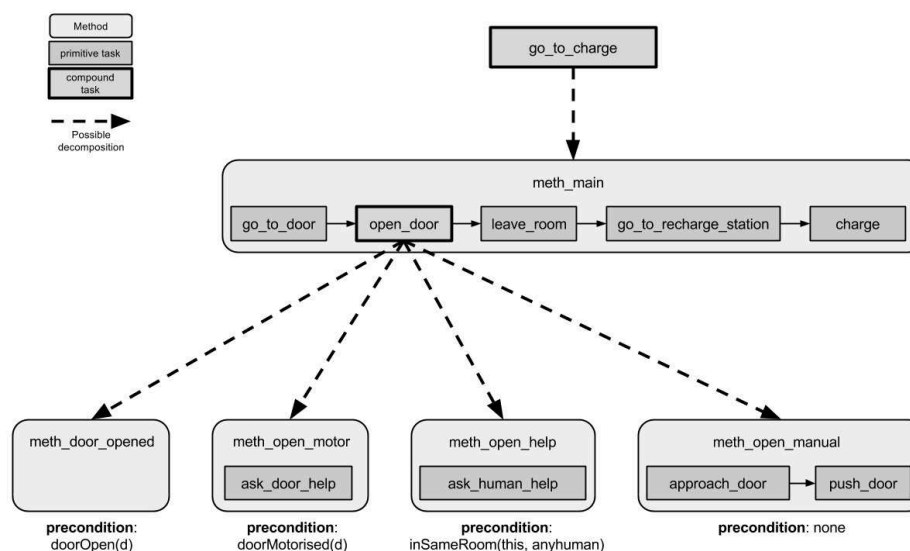 Method
primitive task
compound
task
Possible
decomposition
go_to_charge
meth_main
go_to_door
open_door
leave_room
go_to_recharge_station
charge
meth_door_opened
meth_open_motor
ask_door_help
meth_open_help
ask_human_help
meth_open_manual
approach_door
push_door
precondition:
doorOpen(d)
precondition:
doorMotorised(d)
precondition:
inSameRoom(this, anyhuman)
precondition: none